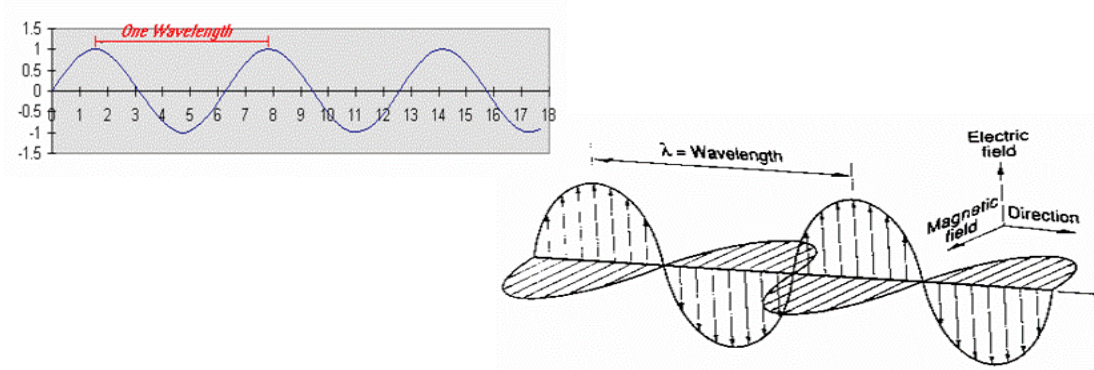 One Wavelength
1.5
1
0.5
0
-0.5
-1
-1.5
0 1 2 3 4 5 6 7 8 9 10 11 12 13 14 15 16 17 18
λ = Wavelength
Electric
field
Magnetic
field
Direction